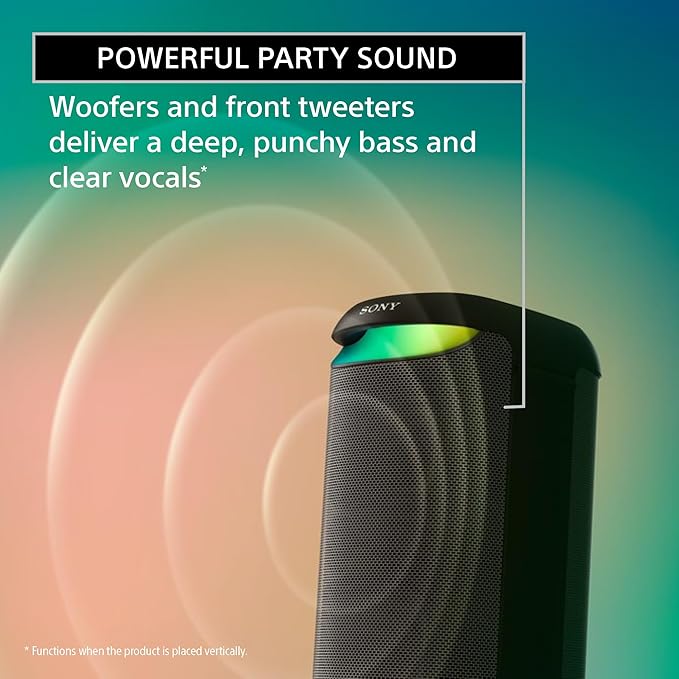 POWERFUL PARTY SOUND
Woofers and front tweeters
deliver a deep, punchy bass and
clear vocals*
SONY
* Functions when the product is placed vertically.